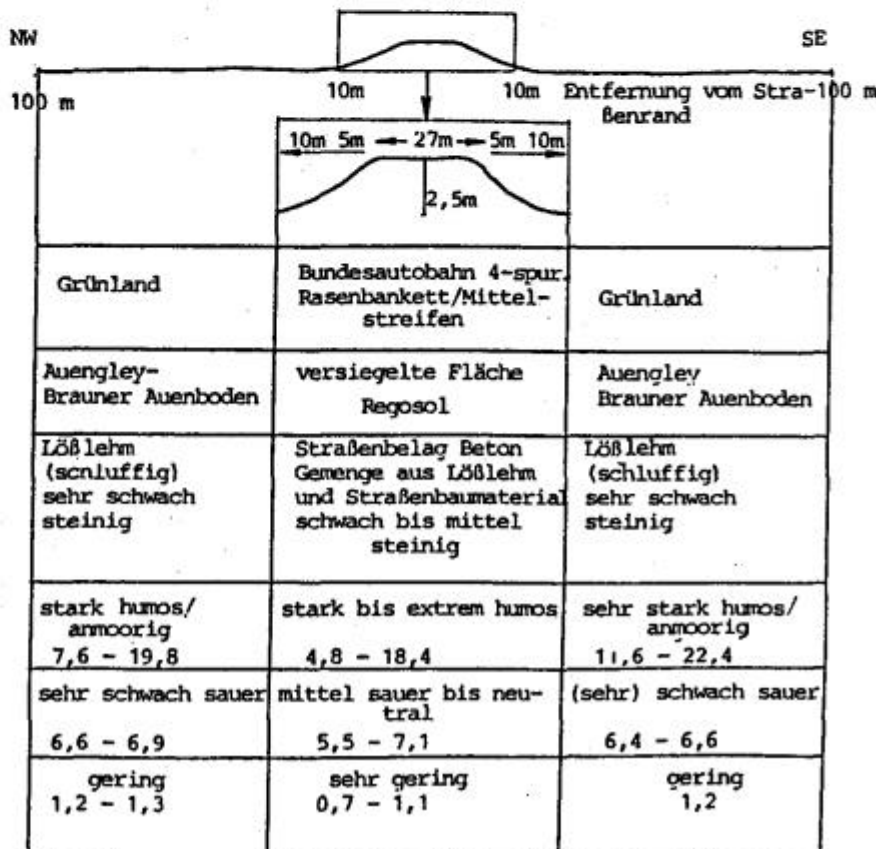 NW
SE
100 m
10m
10m
Entfernung vom Stra-
ßenrand
100 m
10m 5m
27m
5m 10m
2,5m
Grünland
Bundesautobahn 4-spur.
Rasenbankett/Mittel-
streifen
Grünland
Auengley-
Brauner Auenboden
versiegelte Fläche
Regosol
Auengley
Brauner Auenboden
Lößlehm
(schluffig)
sehr schwach
steinig
Straßenbelag Beton
Gemenge aus Lößlehm
und Straßenbaumaterial
schwach bis mittel
steinig
Lößlehm
(schluffig)
sehr schwach
steinig
stark humos/
anmoorig
7,6 - 19,8
stark bis extrem humos
4,8 - 18,4
sehr stark humos/
anmoorig
11,6 - 22,4
sehr schwach sauer
6,6 - 6,9
mittel sauer bis neu-
tral
5,5 - 7,1
(sehr) schwach sauer
6,4 - 6,6
gering
1,2 - 1,3
sehr gering
0,7 - 1,1
gering
1,2